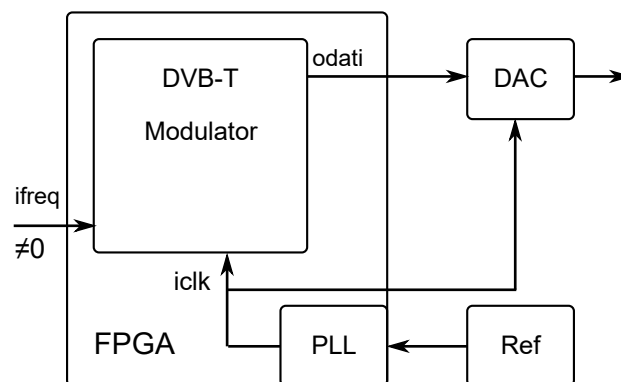 odati
DVB-T
Modulator
DAC
ifreq
≠0
iclk
FPGA
PLL
Ref